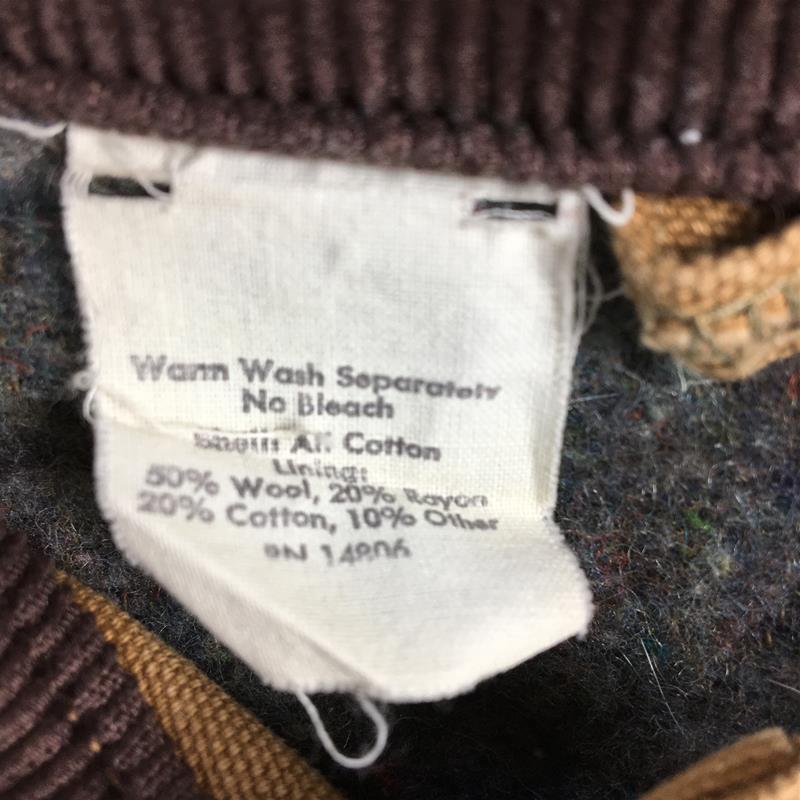 Warm Wash Separately
No Bleach
Shell: All Cotton
Lining:
50% Wool, 20% Rayon
20% Cotton, 10% Other
RN 14806